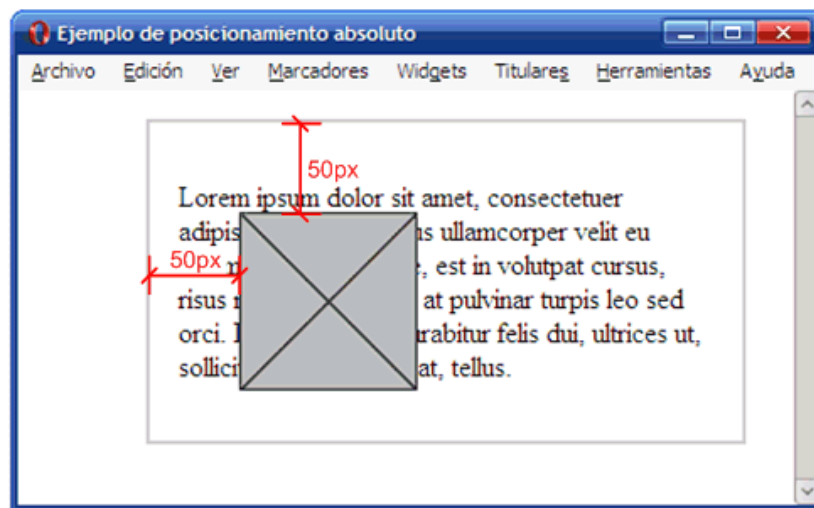 Ejemplo de posicionamiento absoluto
Archivo Edición Ver Marcadores Widgets Titulares Herramientas Ayuda
50px
Lorem ipsum dolor sit amet, consectetuer
adipis is ullamcorper velit eu
50px est in volutpat cursus,
risus at pulvinar turpis leo sed
orci. rabitur felis dui, ultrices ut,
sollicit at, tellus.